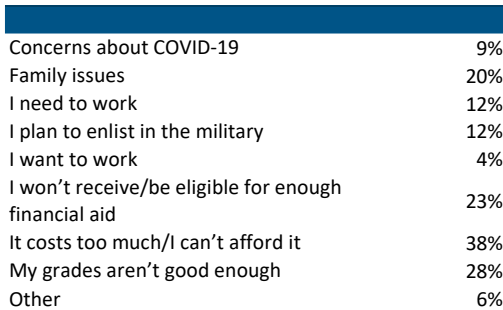 Concerns about COVID-19 9%
Family issues 20%
I need to work 12%
I plan to enlist in the military 12%
I want to work 4%
I won’t receive/be eligible for enough
financial aid 23%
It costs too much/I can’t afford it 38%
My grades aren’t good enough 28%
Other 6%